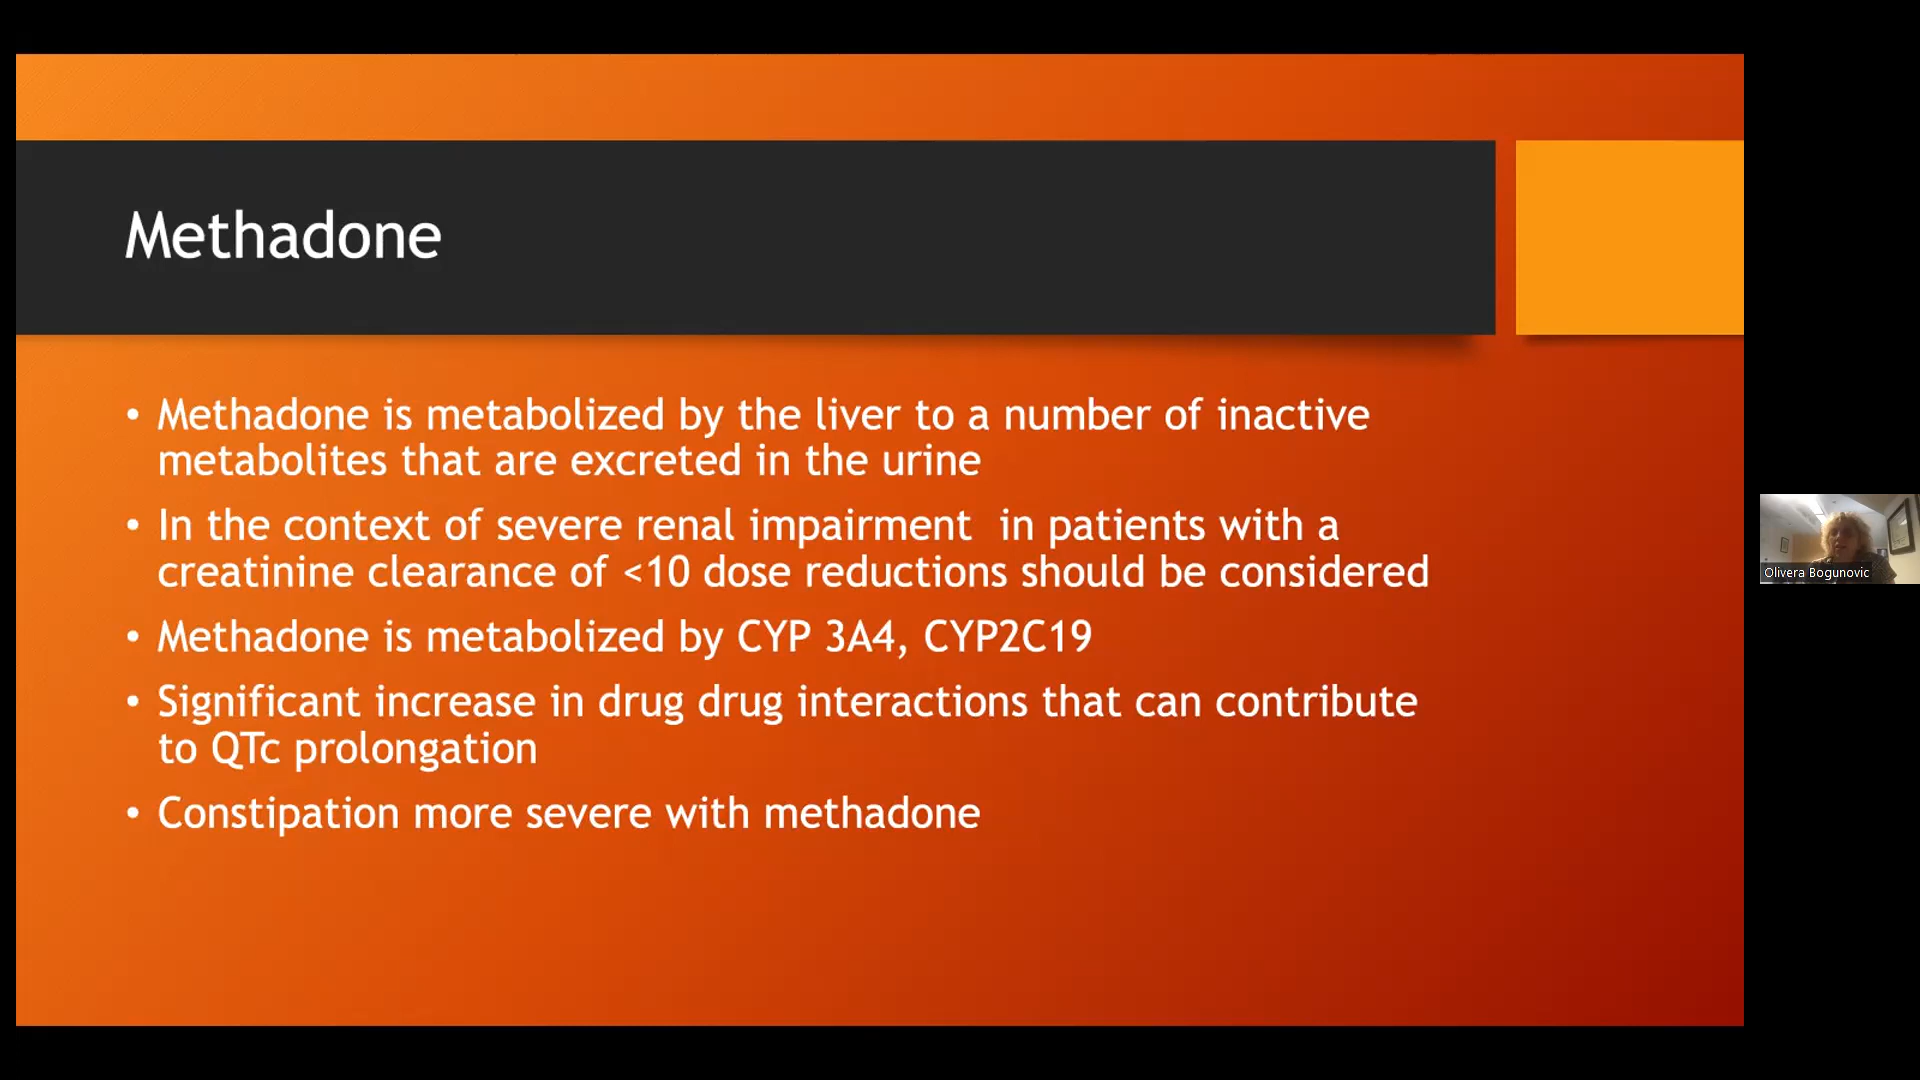 Methadone
• Methadone is metabolized by the liver to a number of inactive
metabolites that are excreted in the urine
• In the context of severe renal impairment  in patients with a
creatinine clearance of <10 dose reductions should be considered
• Methadone is metabolized by CYP 3A4, CYP2C19
• Significant increase in drug drug interactions that can contribute
to QTc prolongation
• Constipation more severe with methadone
Olivera Bogunovic